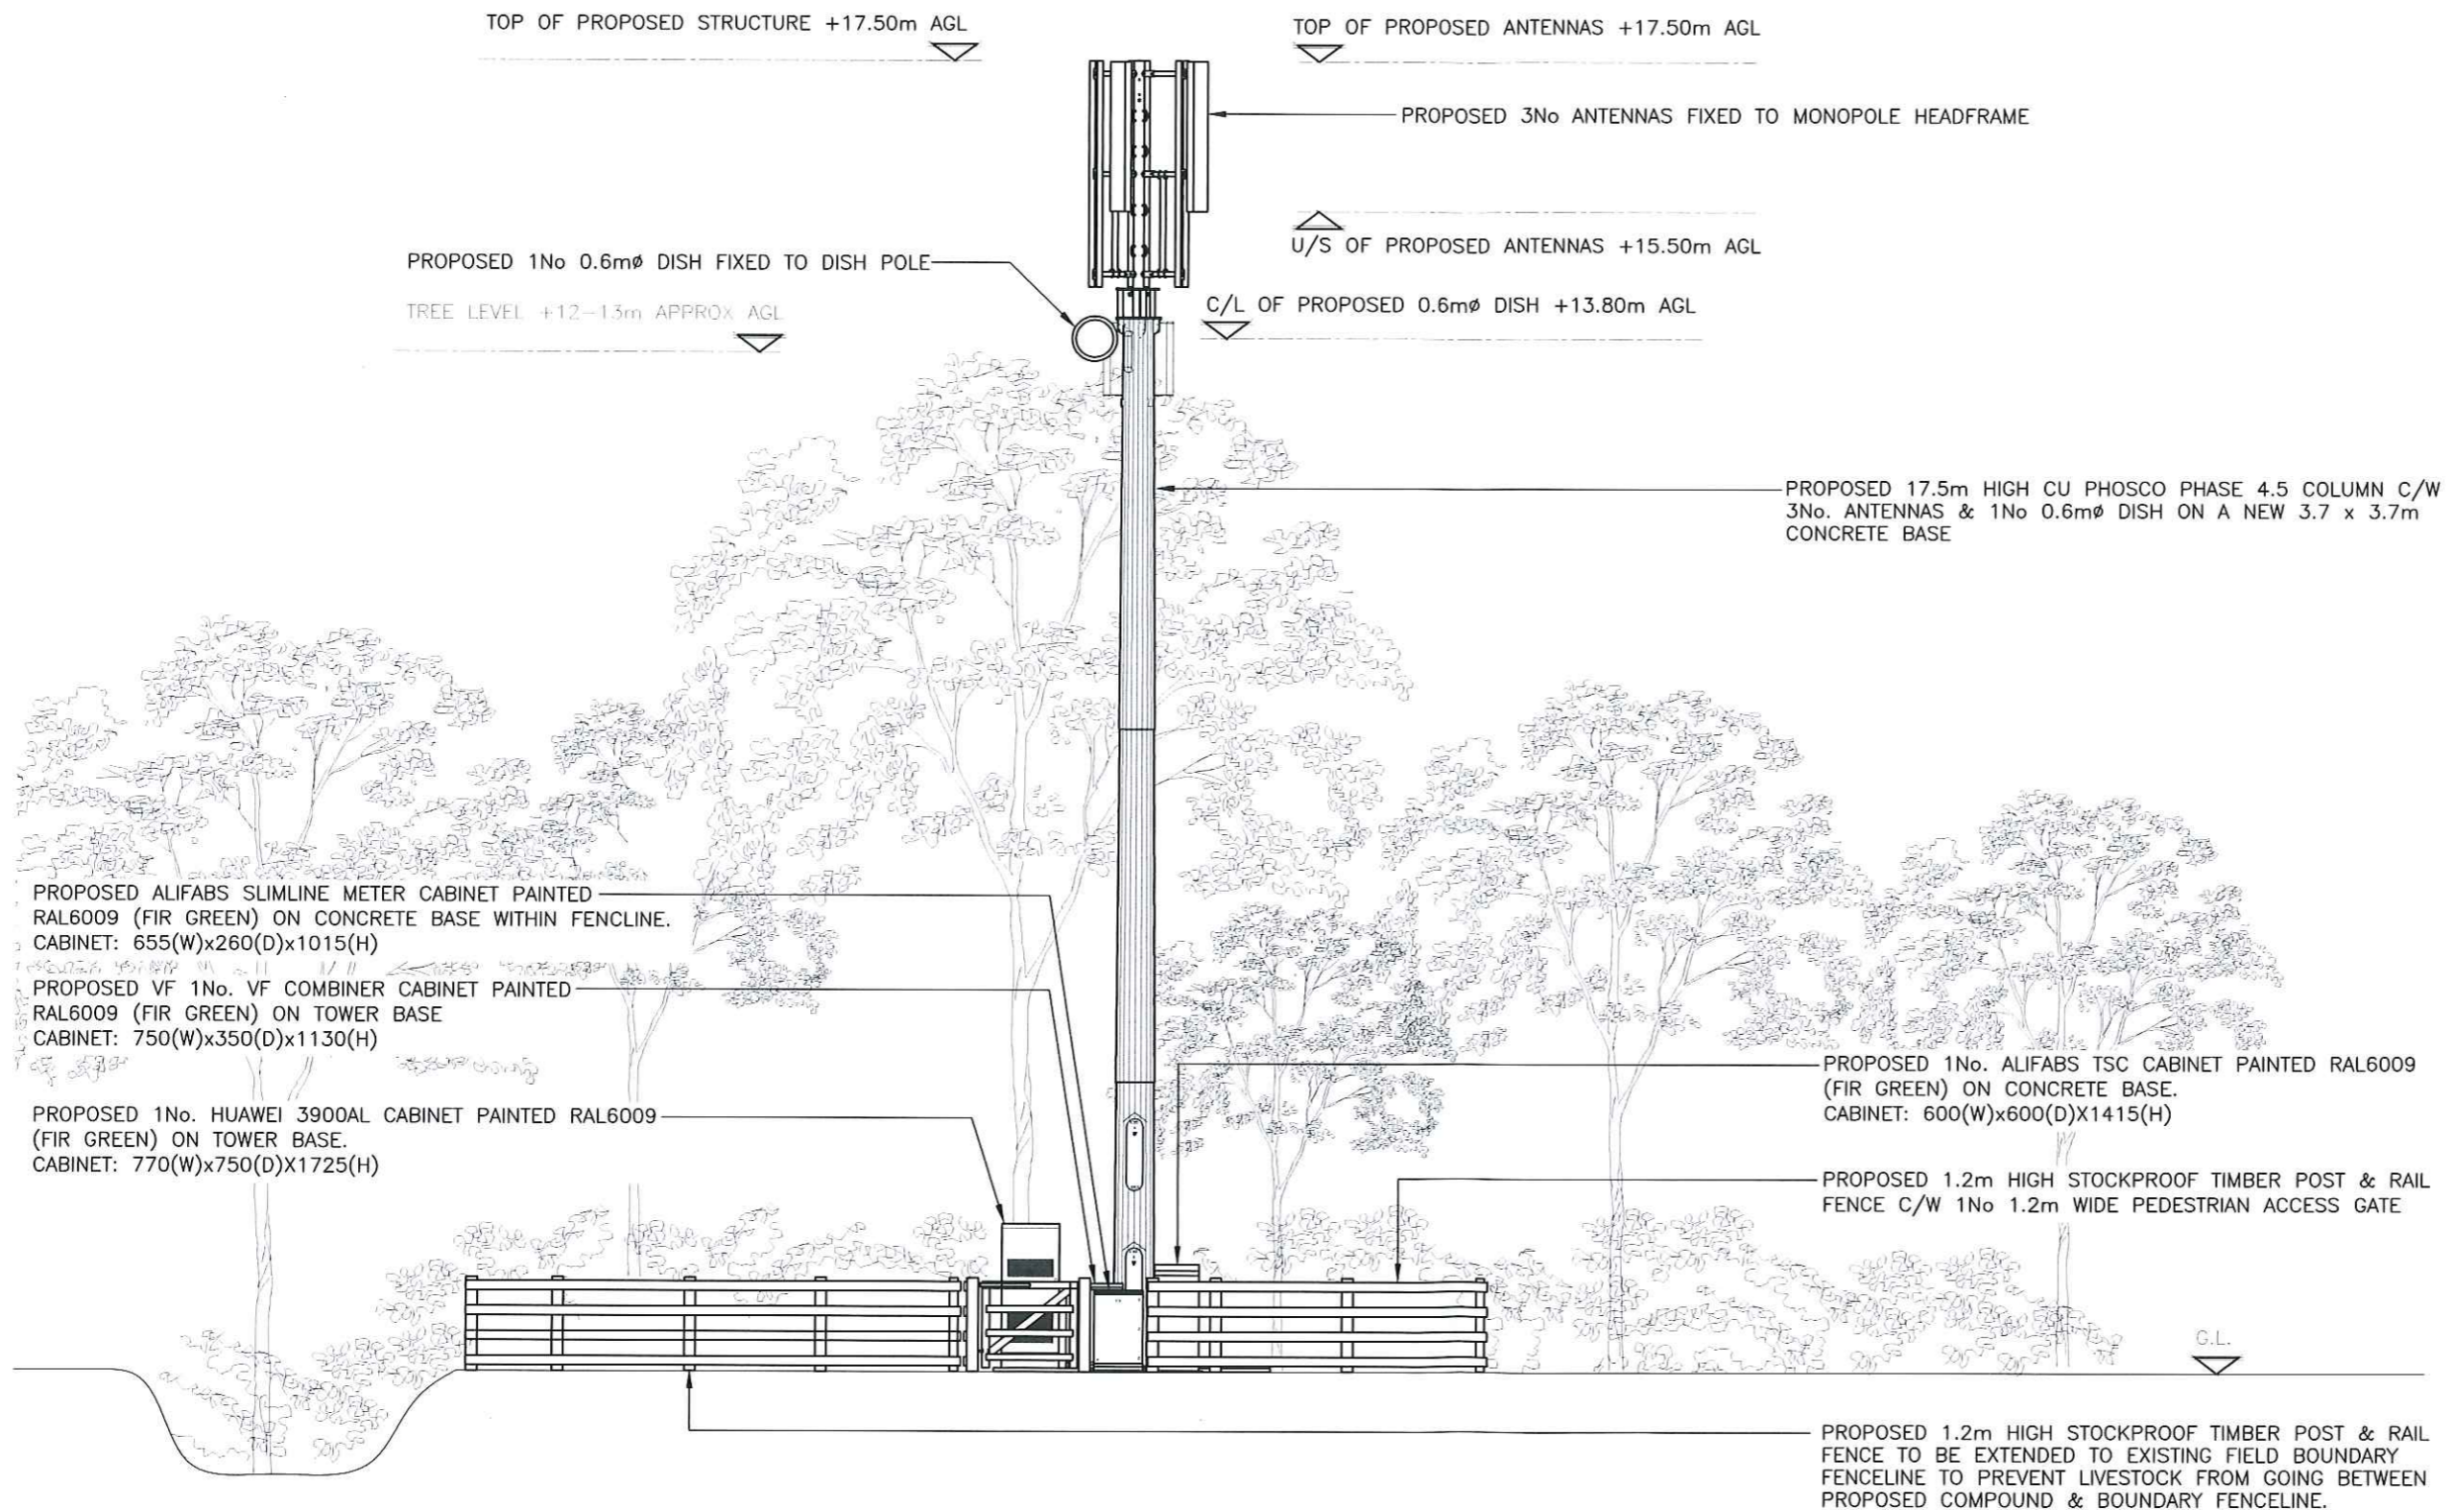 TOP OF PROPOSED STRUCTURE +17.50m AGL
TOP OF PROPOSED ANTENNAS +17.50m AGL
PROPOSED 3No ANTENNAS FIXED TO MONOPOLE HEADFRAME
U/S OF PROPOSED ANTENNAS +15.50m AGL
PROPOSED 1No 0.6mø DISH FIXED TO DISH POLE
TREE LEVEL +12-13m APPROX AGL
C/L OF PROPOSED 0.6mø DISH +13.80m AGL
PROPOSED 17.5m HIGH CU PHOSCO PHASE 4.5 COLUMN C/W
3No. ANTENNAS & 1No 0.6mø DISH ON A NEW 3.7 x 3.7m
CONCRETE BASE
PROPOSED ALIFABS SLIMLINE METER CABINET PAINTED
RAL6009 (FIR GREEN) ON CONCRETE BASE WITHIN FENCLINE.
CABINET: 655(W)x260(D)x1015(H)
PROPOSED VF 1No. VF COMBINER CABINET PAINTED
RAL6009 (FIR GREEN) ON TOWER BASE
CABINET: 750(W)x350(D)x1130(H)
PROPOSED 1No. HUAWEI 3900AL CABINET PAINTED RAL6009
(FIR GREEN) ON TOWER BASE.
CABINET: 770(W)x750(D)X1725(H)
PROPOSED 1No. ALIFABS TSC CABINET PAINTED RAL6009
(FIR GREEN) ON CONCRETE BASE.
CABINET: 600(W)x600(D)X1415(H)
PROPOSED 1.2m HIGH STOCKPROOF TIMBER POST & RAIL
FENCE C/W 1No 1.2m WIDE PEDESTRIAN ACCESS GATE
G.L.
PROPOSED 1.2m HIGH STOCKPROOF TIMBER POST & RAIL
FENCE TO BE EXTENDED TO EXISTING FIELD BOUNDARY
FENCELINE TO PREVENT LIVESTOCK FROM GOING BETWEEN
PROPOSED COMPOUND & BOUNDARY FENCELINE.